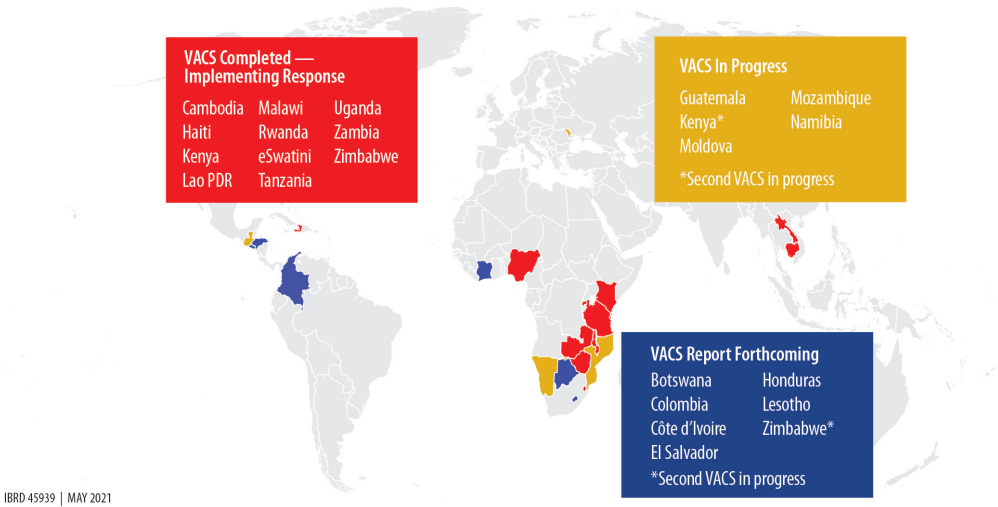 VACS Completed —
Implementing Response
Cambodia Malawi Uganda
Haiti Rwanda Zambia
Kenya eSwatini Zimbabwe
Lao PDR Tanzania
VACS In Progress
Guatemala Mozambique
Kenya* Namibia
Moldova
*Second VACS in progress
VACS Report Forthcoming
Botswana Honduras
Colombia Lesotho
Côte d'Ivoire Zimbabwe*
El Salvador
*Second VACS in progress
IBRD 45939 | MAY 2021